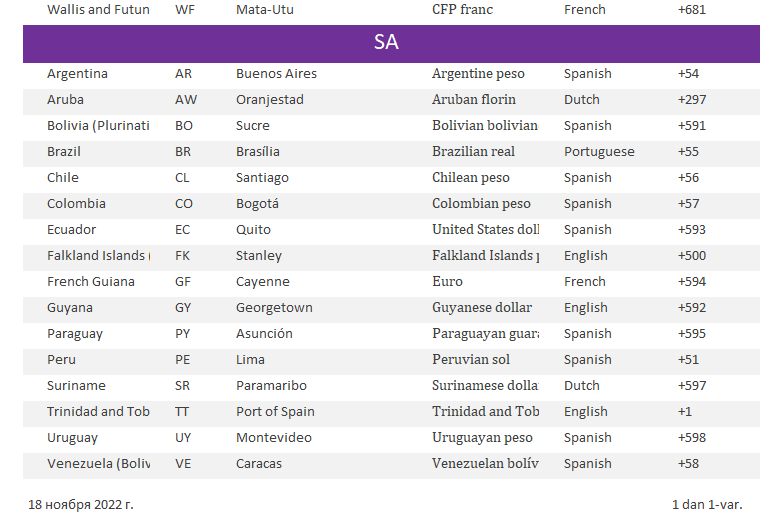 Wallis and Futun WF Mata-Utu CFP franc French +681
SA
Argentina AR Buenos Aires Argentine peso Spanish +54
Aruba AW Oranjestad Aruban florin Dutch +297
Bolivia (Plurinati BO Sucre Bolivian bolivian Spanish +591
Brazil BR Brasília Brazilian real Portuguese +55
Chile CL Santiago Chilean peso Spanish +56
Colombia CO Bogotá Colombian peso Spanish +57
Ecuador EC Quito United States doll Spanish +593
Falkland Islands ( FK Stanley Falkland Islands p English +500
French Guiana GF Cayenne Euro French +594
Guyana GY Georgetown Guyanese dollar English +592
Paraguay PY Asunción Paraguayan guara Spanish +595
Peru PE Lima Peruvian sol Spanish +51
Suriname SR Paramaribo Surinamese dolla Dutch +597
Trinidad and Tob TT Port of Spain Trinidad and Tob English +1
Uruguay UY Montevideo Uruguayan peso Spanish +598
Venezuela (Boliv VE Caracas Venezuelan bolív Spanish +58
18 ноября 2022 г. 1 dan 1-var.